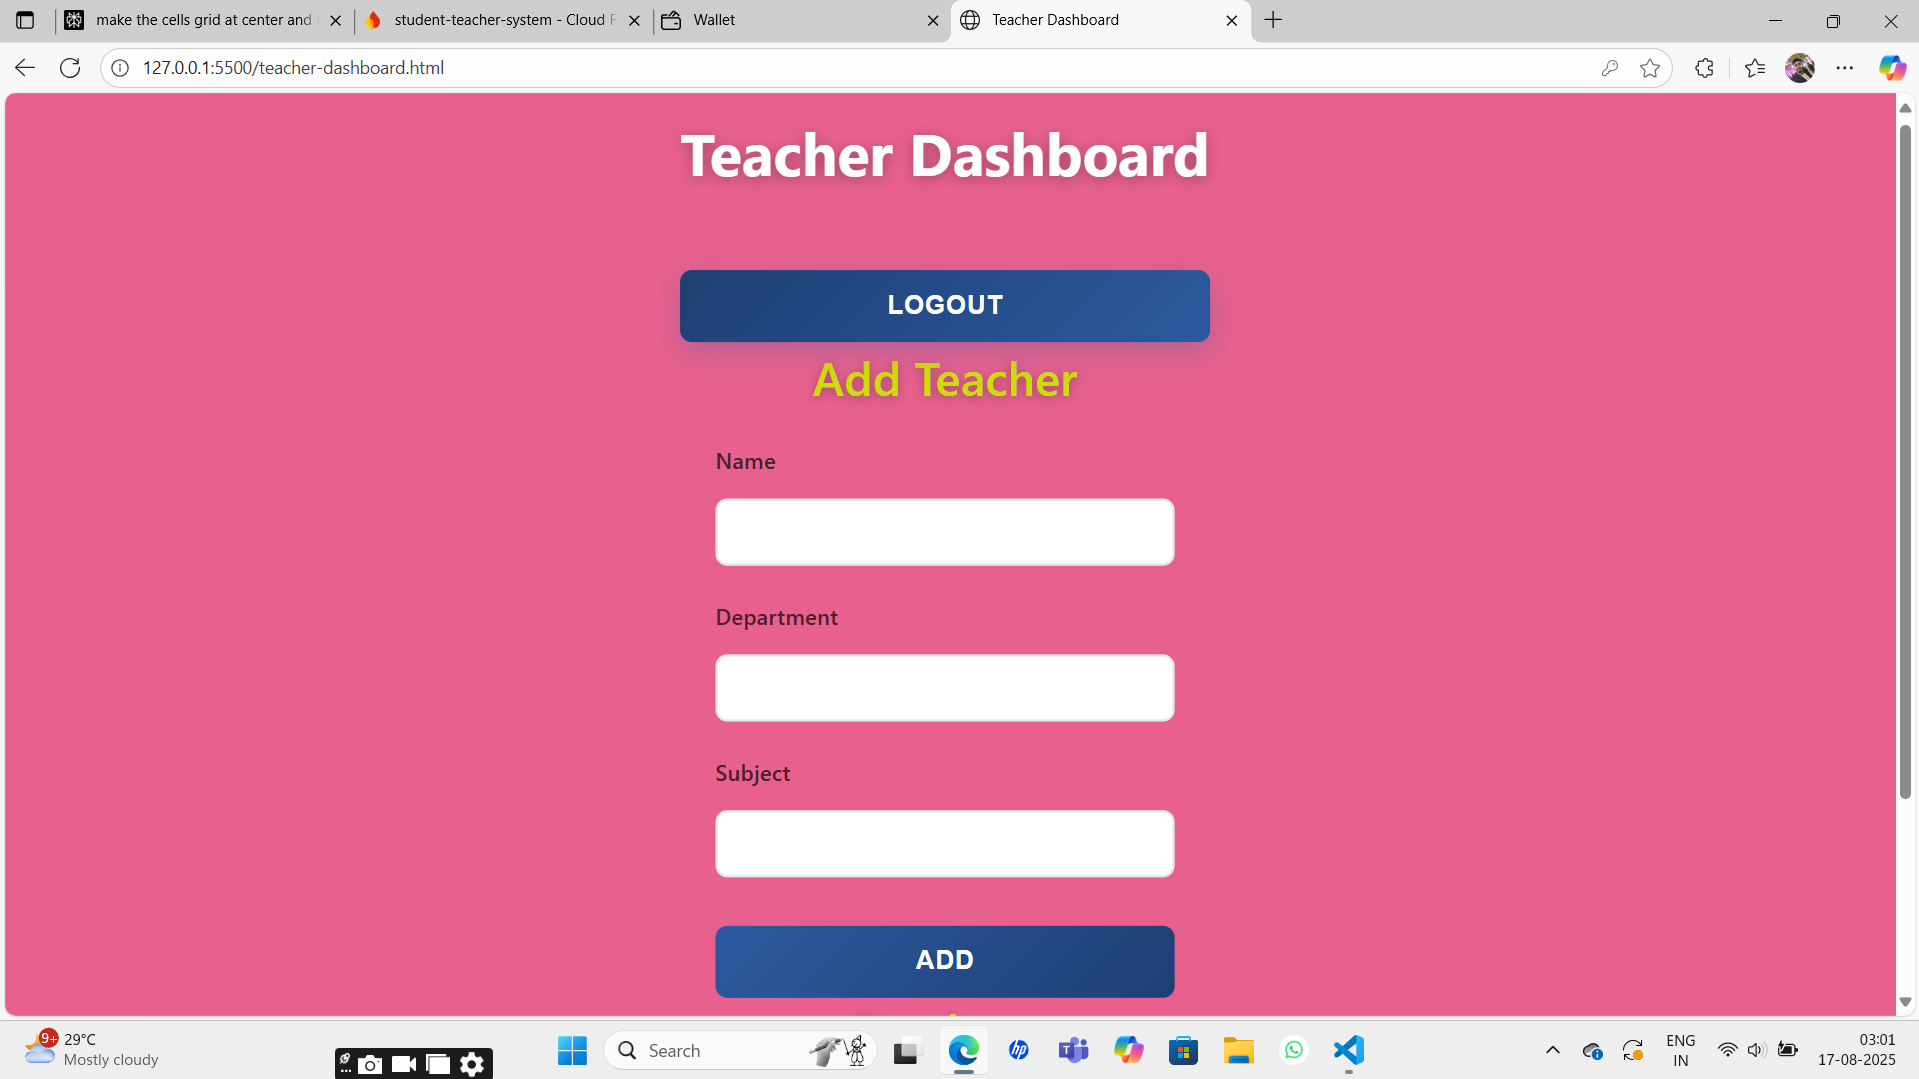 make the cells grid at center and
student-teacher-system - Cloud F
Wallet
Teacher Dashboard
127.0.0.1:5500/teacher-dashboard.html
Teacher Dashboard
LOGOUT
Add Teacher
Name
Department
Subject
ADD
9+
29°C
Mostly cloudy
Search
hp
ENG
IN
03:01
17-08-2025